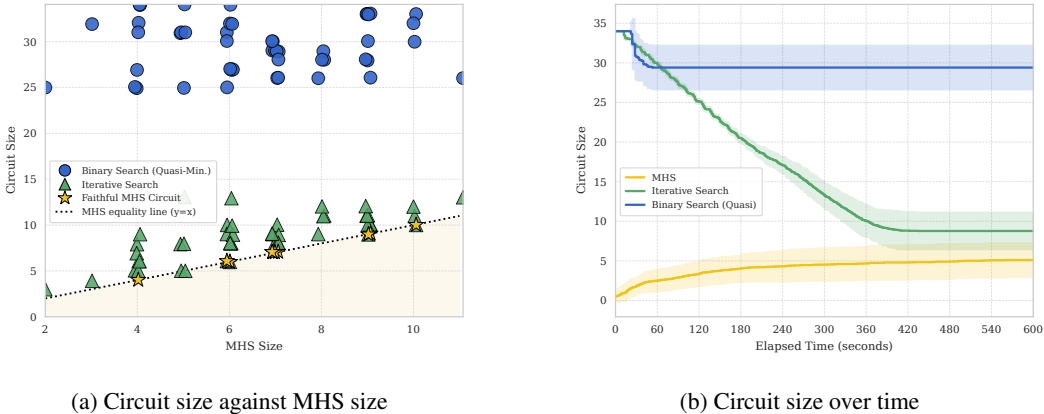 30
25
20
15
10
5
0
2
4
6
8
10
Circuit Size
MHS Size
Binary Search (Quasi-Min.)
Iterative Search
Faithful MHS Circuit
MHS equality line (y=x)
(a) Circuit size against MHS size
35
30
25
20
15
10
5
0
0
60
120
180
240
300
360
420
480
540
600
Circuit Size
Elapsed Time (seconds)
MHS
Iterative Search
Binary Search (Quasi)
(b) Circuit size over time